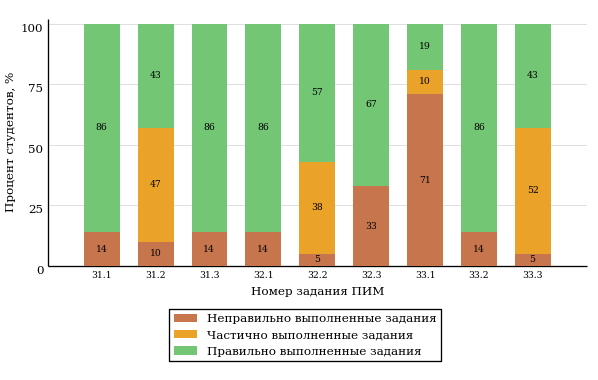 100
75
50
25
0
Процент студентов, %
86 43 86 86 57 67 19 86 43
47 38 10 52
14 10 14 14 5 33 71 14 5
31.1 31.2 31.3 32.1 32.2 32.3 33.1 33.2 33.3
Номер задания ПИМ
Неправильно выполненные задания
Частично выполненные задания
Правильно выполненные задания